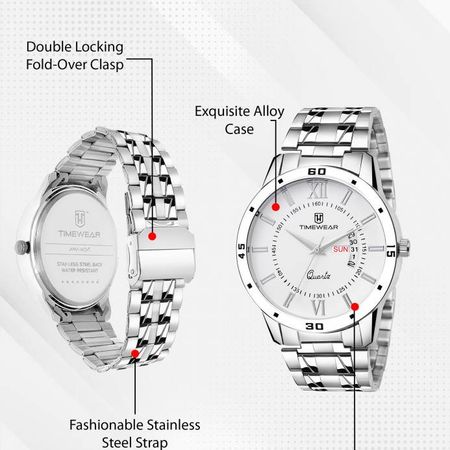 Double Locking
Fold-Over Clasp
Exquisite Alloy
Case
TIMEWEAR
STAINLESS STEEL BACK
WATER RESISTANT
60
45
15
30
TIMEWEAR
SUN
Quartz
Fashionable Stainless
Steel Strap